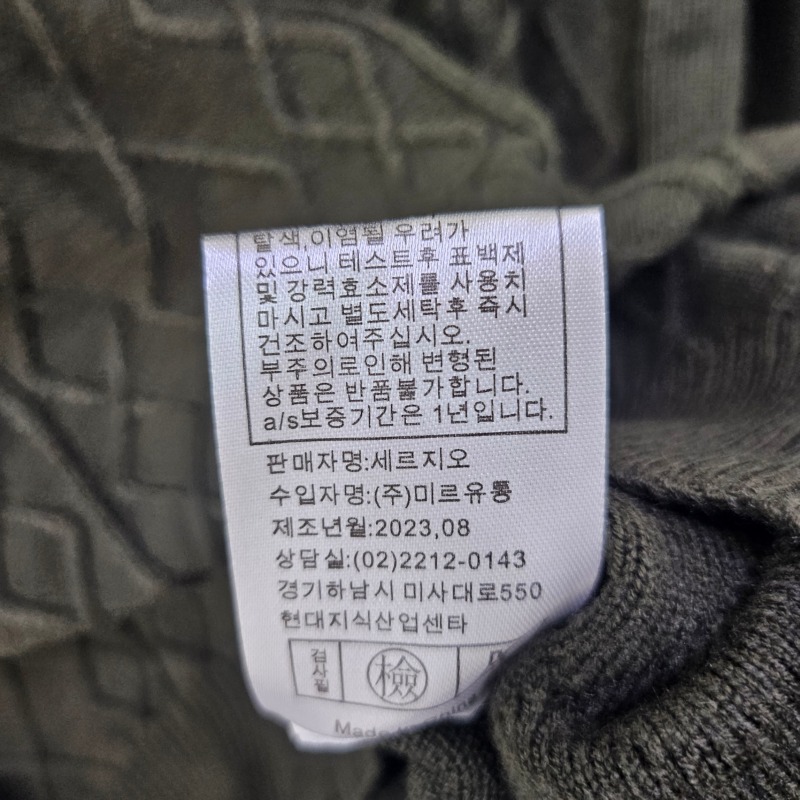 탈색,이염될 우려가
있으니 테스트후 표백제
및 강력효소제를 사용치
마시고 별도세탁후 즉시
건조하여주십시오.
부주의로인해 변형된
상품은 반품불가합니다.
a/s보증기간은 1년입니다.
판매자명:세르지오
수입자명:(주)미르유통
제조년월:2023,08
상담실:(02)2212-0143
경기하남시 미사대로550
현대지식산업센타
검사필
檢
Made